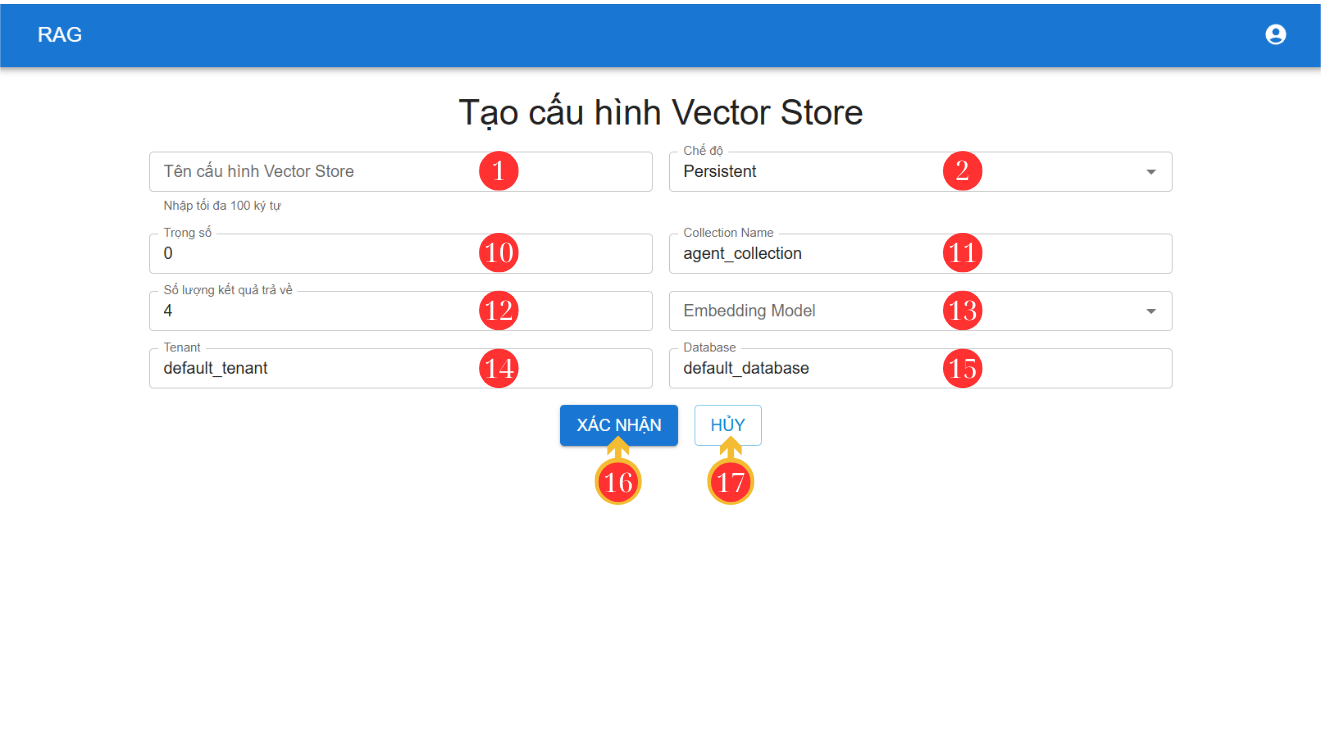 RAG
Tạo cấu hình Vector Store
Tên cấu hình Vector Store 1
Nhập tối đa 100 ký tự
Chế độ
Persistent 2
Trọng số
0 10
Collection Name
agent_collection 11
Số lượng kết quả trả về
4 12
Embedding Model 13
Tenant
default_tenant 14
Database
default_database 15
XÁC NHẬN
HỦY
16
17